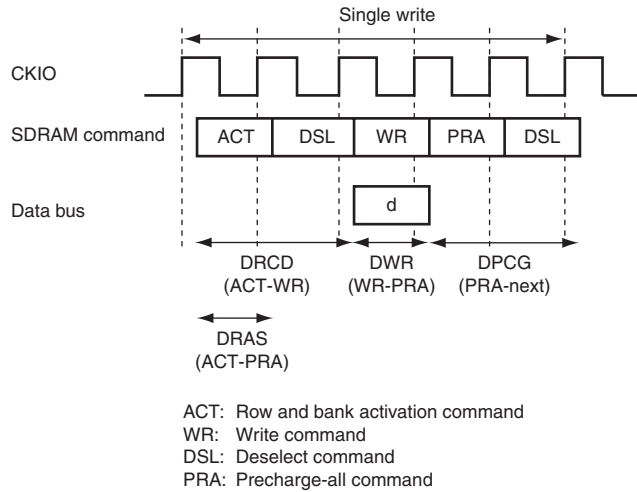 Single write
CKIO
SDRAM command ACT DSL WR PRA DSL
Data bus d
DRCD DWR DPCG
(ACT-WR) (WR-PRA) (PRA-next)
DRAS
(ACT-PRA)
ACT: Row and bank activation command
WR: Write command
DSL: Deselect command
PRA: Precharge-all command